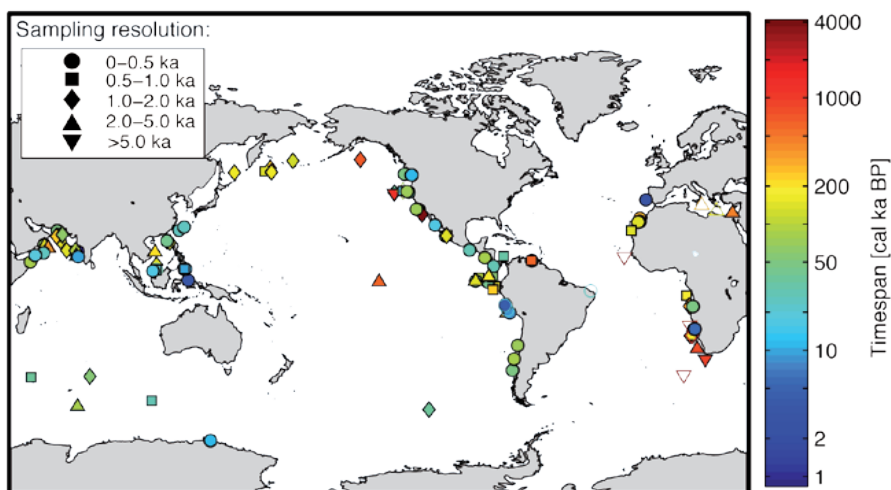 Sampling resolution:
0–0.5 ka
0.5–1.0 ka
1.0–2.0 ka
2.0–5.0 ka
>5.0 ka
4000
1000
200
50
10
2
1
Timespan [cal ka BP]